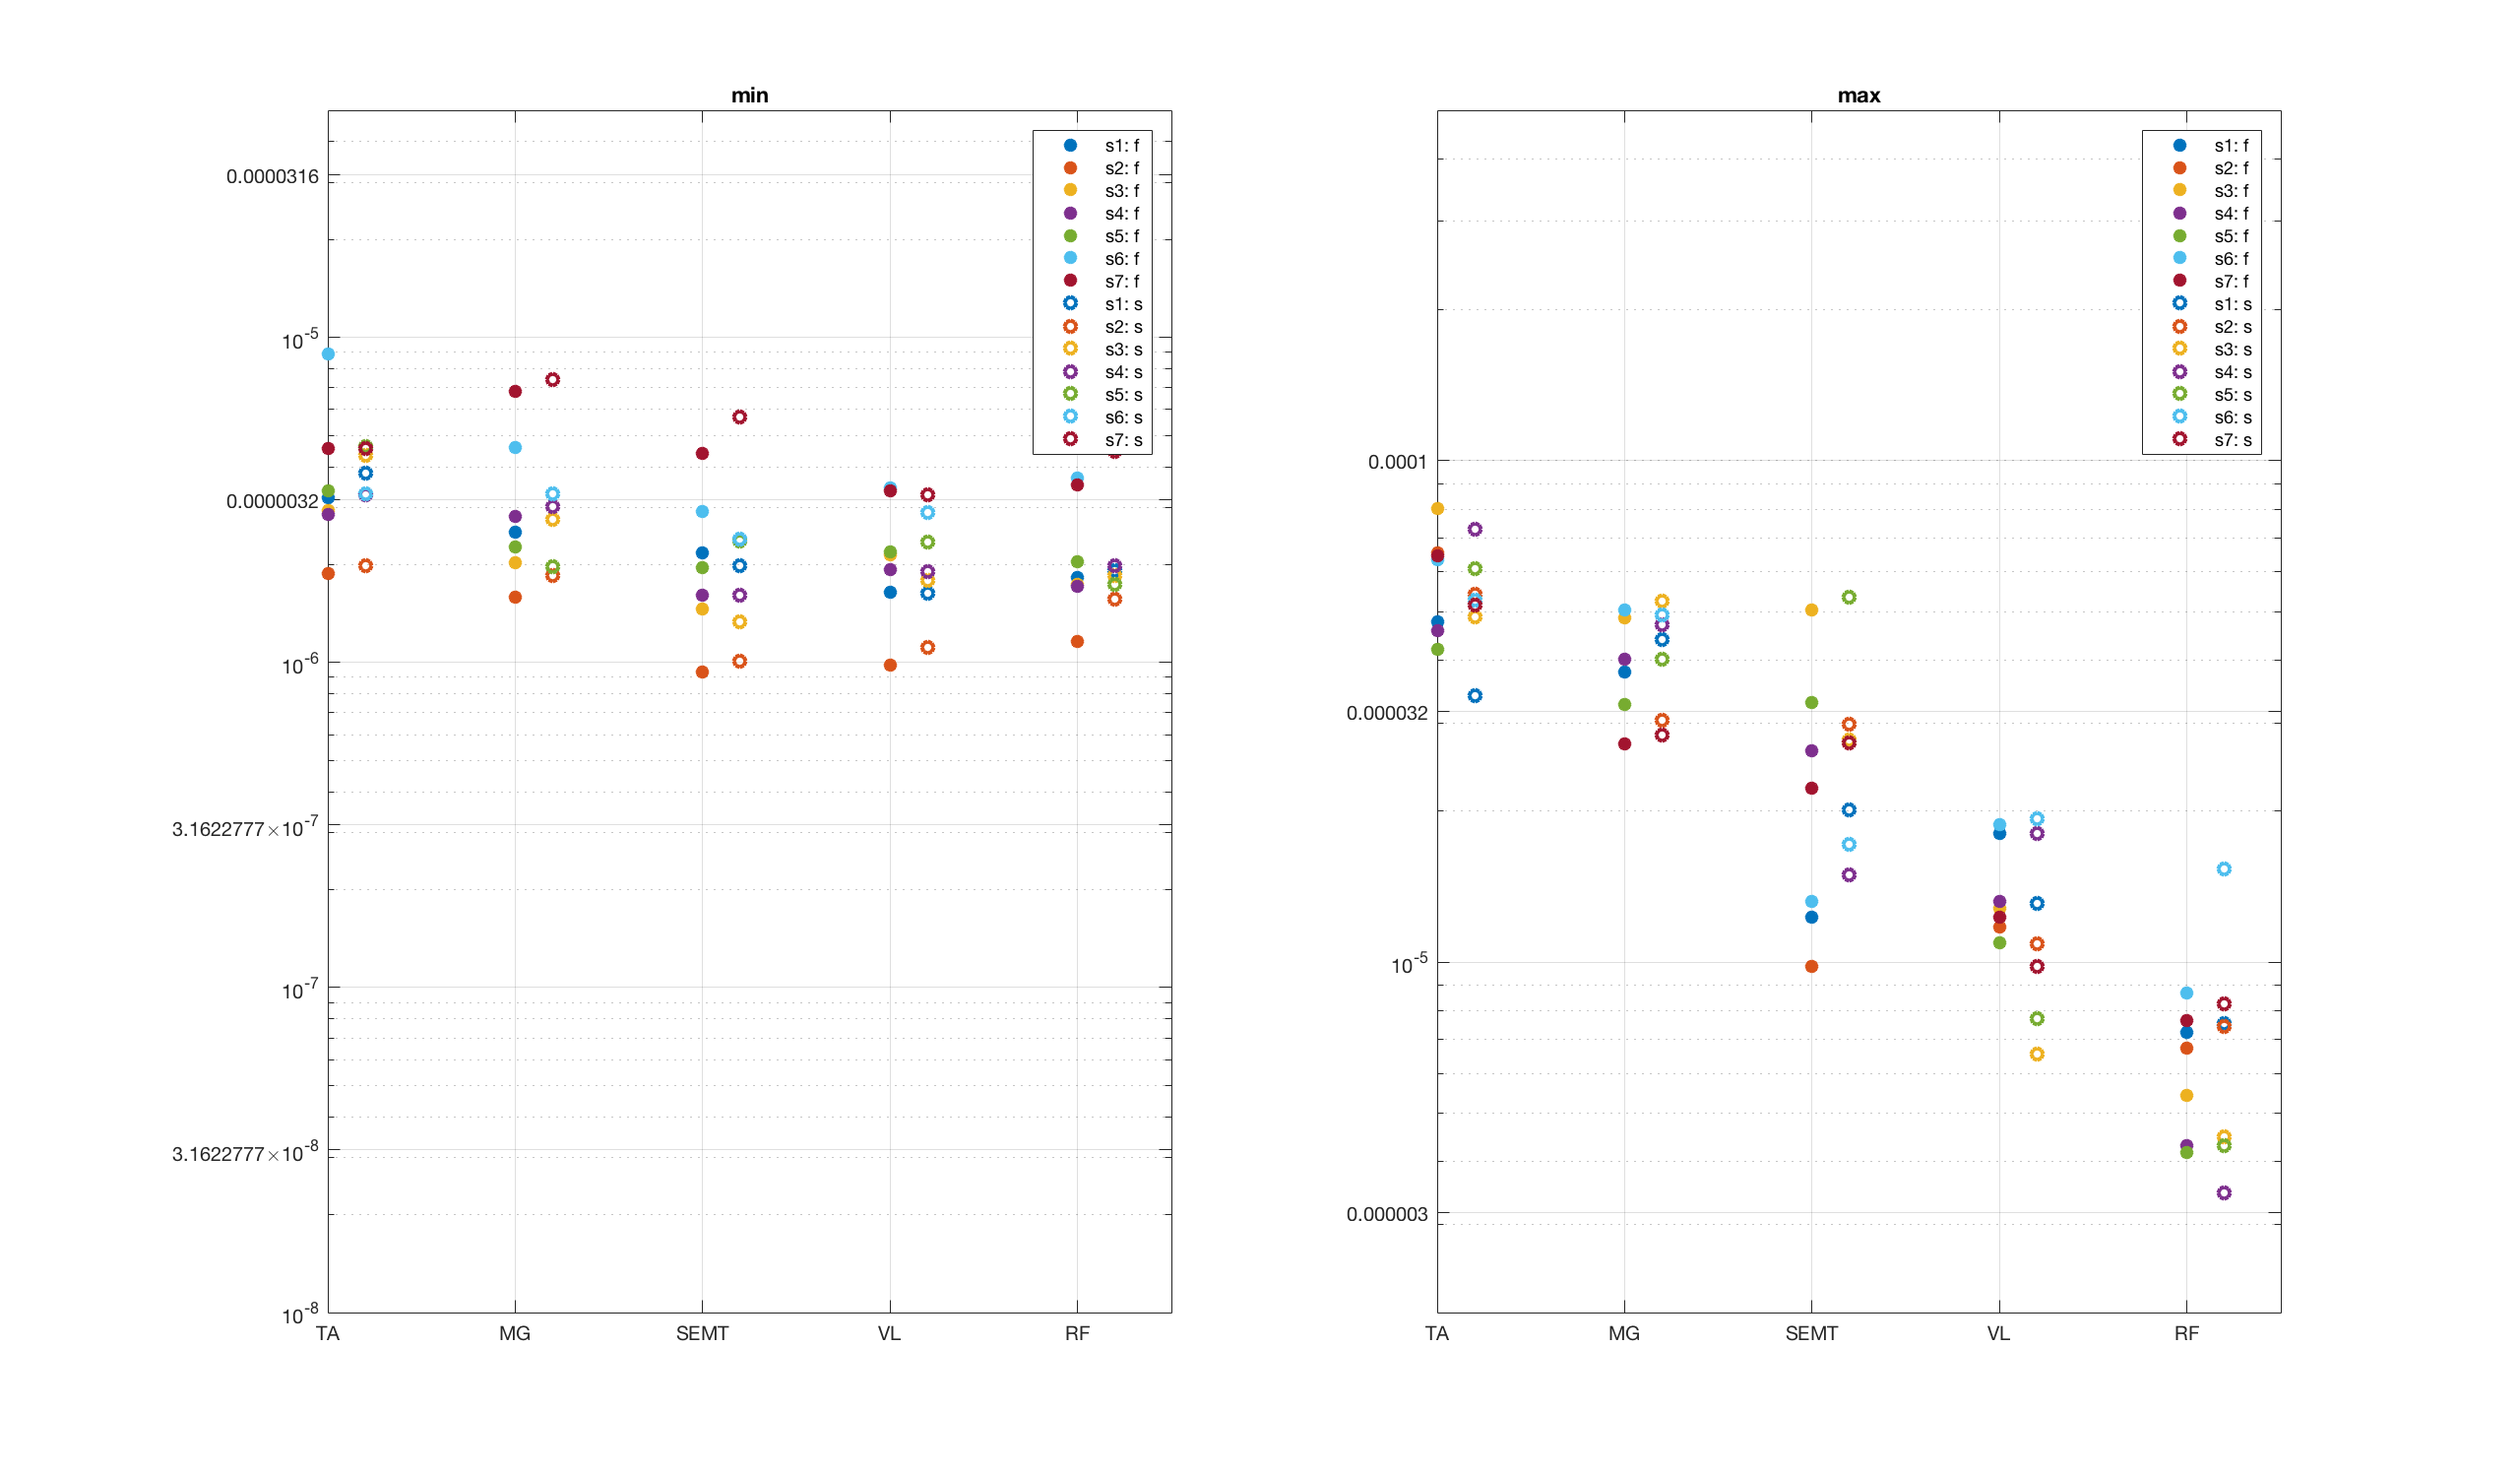 min
0.0000316
10-5
0.0000032
10-6
3.1622777×10-7
10-7
3.1622777×10-8
10-8
TA MG SEMT VL RF
s1: f
s2: f
s3: f
s4: f
s5: f
s6: f
s7: f
s1: s
s2: s
s3: s
s4: s
s5: s
s6: s
s7: s
max
0.0001
0.000032
10-5
0.000003
TA MG SEMT VL RF
s1: f
s2: f
s3: f
s4: f
s5: f
s6: f
s7: f
s1: s
s2: s
s3: s
s4: s
s5: s
s6: s
s7: s